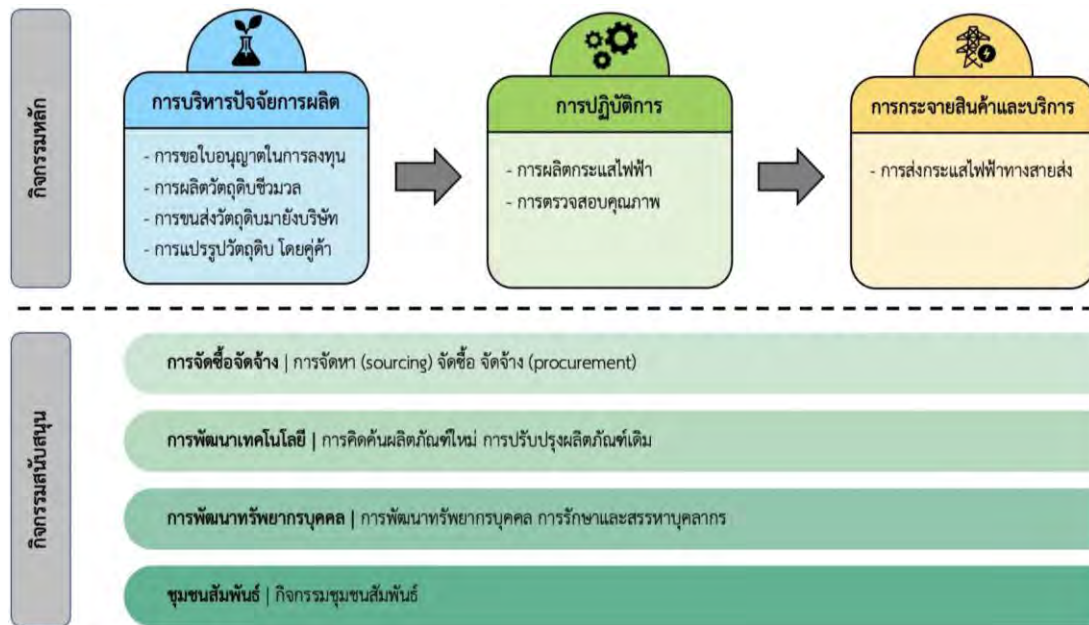 กิจกรรมหลัก
การบริหารปัจจัยการผลิต
- การขอใบอนุญาตในการลงทุน
- การผลิตวัตถุดิบชีวมวล
- การขนส่งวัตถุดิบมายังบริษัท
- การแปรรูปวัตถุดิบ โดยคู่ค้า
การปฏิบัติการ
- การผลิตกระแสไฟฟ้า
- การตรวจสอบคุณภาพ
การกระจายสินค้าและบริการ
- การส่งกระแสไฟฟ้าทางสายส่ง
กิจกรรมสนับสนุน
การจัดซื้อจัดจ้าง | การจัดหา (sourcing) จัดซื้อ จัดจ้าง (procurement)
การพัฒนาเทคโนโลยี | การคิดค้นผลิตภัณฑ์ใหม่ การปรับปรุงผลิตภัณฑ์เดิม
การพัฒนาทรัพยากรบุคคล | การพัฒนาทรัพยากรบุคคล การรักษาและสรรหาบุคลากร
ชุมชนสัมพันธ์ | กิจกรรมชุมชนสัมพันธ์